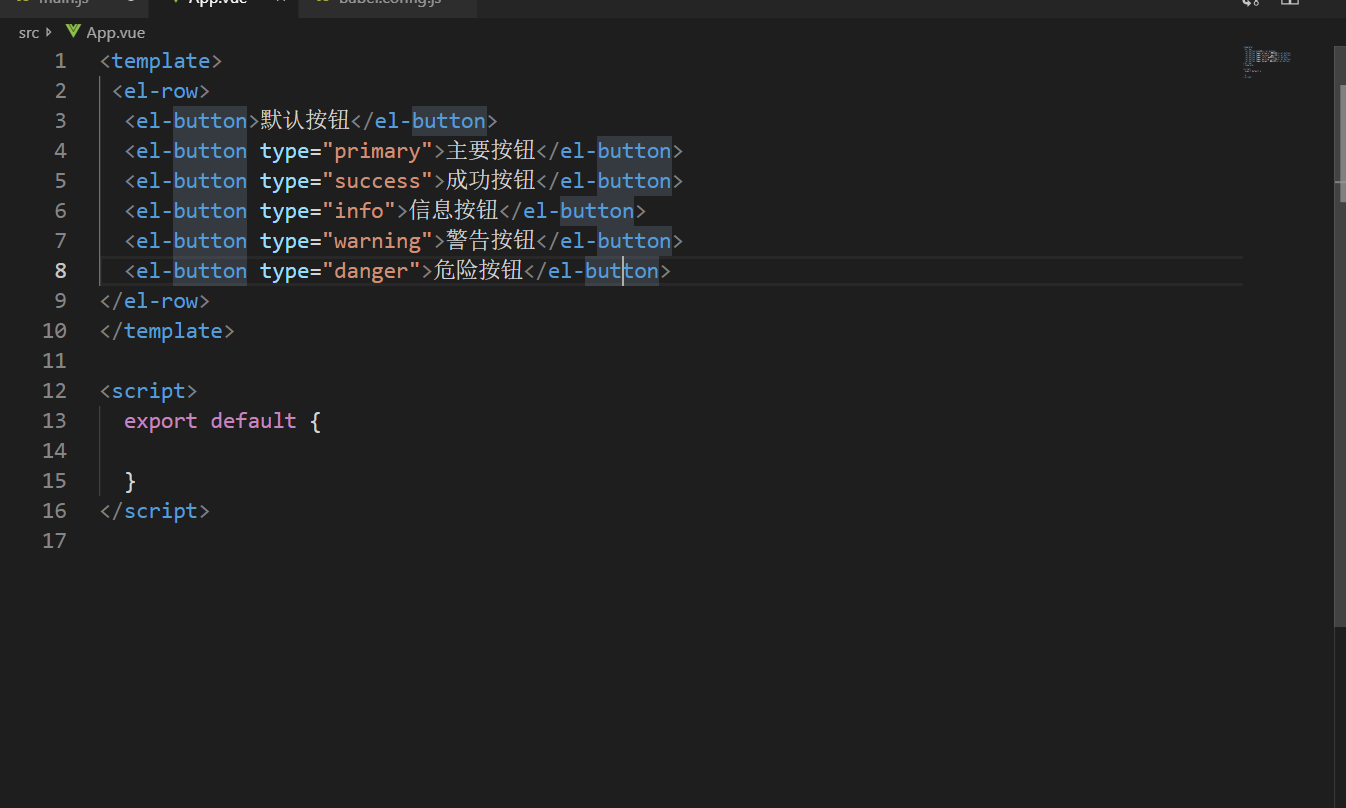 main.js App.vue babel.config.js
src App.vue
1 <template>
2 <el-row>
3 <el-button>默认按钮</el-button>
4 <el-button type="primary">主要按钮</el-button>
5 <el-button type="success">成功按钮</el-button>
6 <el-button type="info">信息按钮</el-button>
7 <el-button type="warning">警告按钮</el-button>
8 <el-button type="danger">危险按钮</el-button>
9 </el-row>
10 </template>
11
12 <script>
13 export default {
14
15 }
16 </script>
17